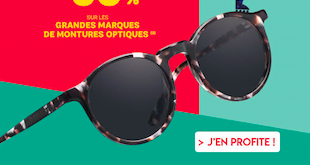 %
SUR LES
GRANDES MARQUES
DE MONTURES OPTIQUES
> J'EN PROFITE !